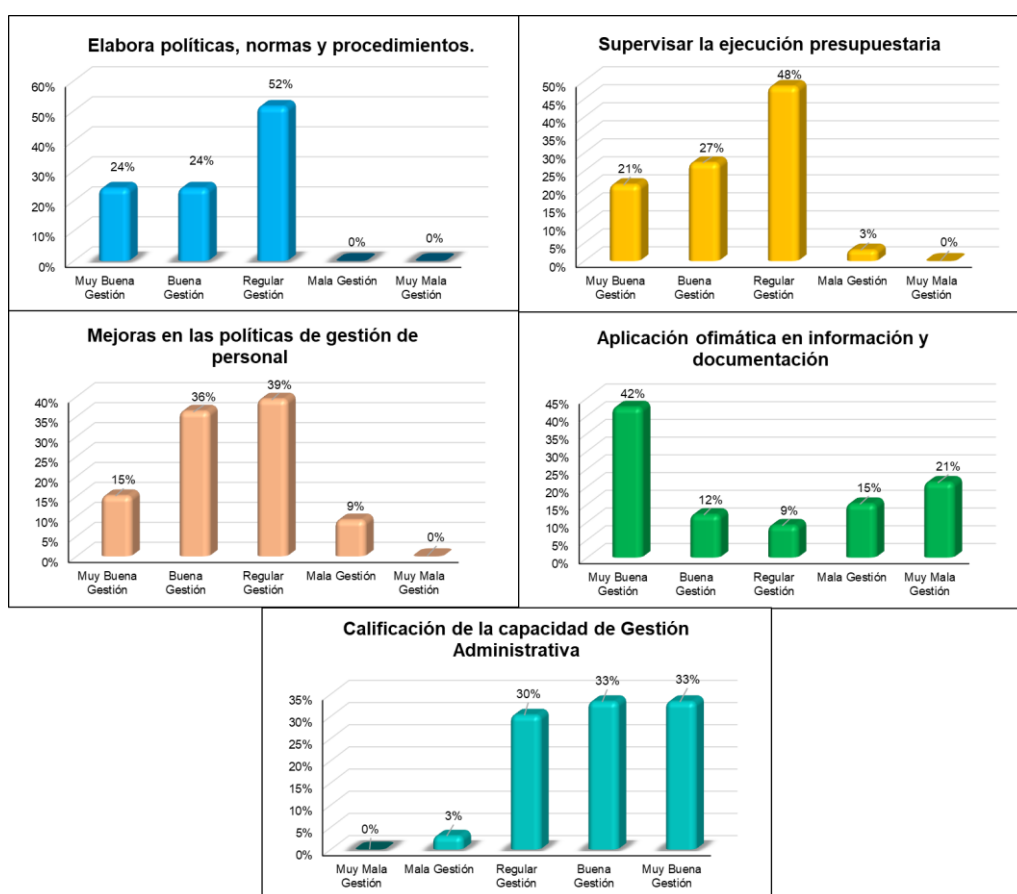 Elabora políticas, normas y procedimientos.
60%
50%
40%
30%
20%
10%
0%
24%
24%
52%
0%
0%
Muy Buena
Gestión
Buena
Gestión
Regular
Gestión
Mala Gestión
Muy Mala
Gestión
Supervisar la ejecución presupuestaria
50%
45%
40%
35%
30%
25%
20%
15%
10%
5%
0%
21%
27%
48%
3%
0%
Muy Buena
Gestión
Buena
Gestión
Regular
Gestión
Mala Gestión
Muy Mala
Gestión
Mejoras en las políticas de gestión de
personal
40%
35%
30%
25%
20%
15%
10%
5%
0%
15%
36%
39%
9%
0%
Muy Buena
Gestión
Buena
Gestión
Regular
Gestión
Mala Gestión
Muy Mala
Gestión
Aplicación ofimática en información y
documentación
45%
40%
35%
30%
25%
20%
15%
10%
5%
0%
42%
12%
9%
15%
21%
Muy Buena
Gestión
Buena
Gestión
Regular
Gestión
Mala Gestión
Muy Mala
Gestión
Calificación de la capacidad de Gestión
Administrativa
35%
30%
25%
20%
15%
10%
5%
0%
0%
3%
30%
33%
33%
Muy Mala
Gestión
Mala Gestión
Regular
Gestión
Buena
Gestión
Muy Buena
Gestión